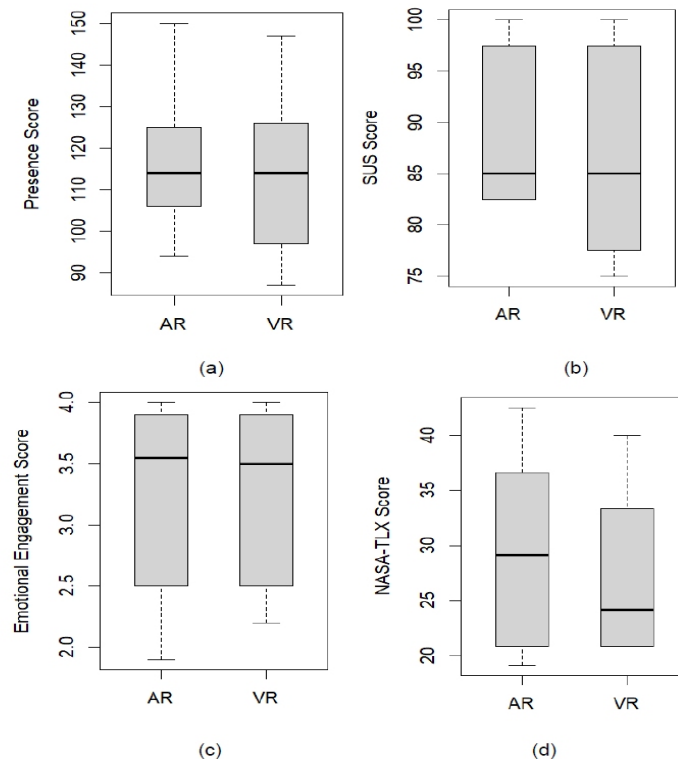 Presence Score
150
140
130
120
110
100
90
AR
VR
(a)
SUS Score
100
95
90
85
80
75
AR
VR
(b)
Emotional Engagement Score
4.0
3.5
3.0
2.5
2.0
AR
VR
(c)
NASA-TLX Score
40
35
30
25
20
AR
VR
(d)